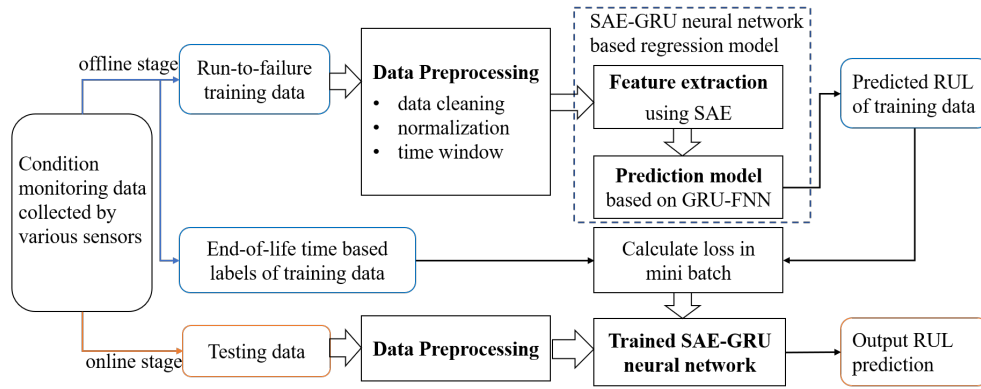 SAE-GRU neural network
based regression model
offline stage
Run-to-failure
training data
Data Preprocessing
• data cleaning
• normalization
• time window
Feature extraction
using SAE
Prediction model
based on GRU-FNN
Predicted RUL
of training data
Condition
monitoring data
collected by
various sensors
End-of-life time based
labels of training data
Calculate loss in
mini batch
online stage
Testing data
Data Preprocessing
Trained SAE-GRU
neural network
Output RUL
prediction